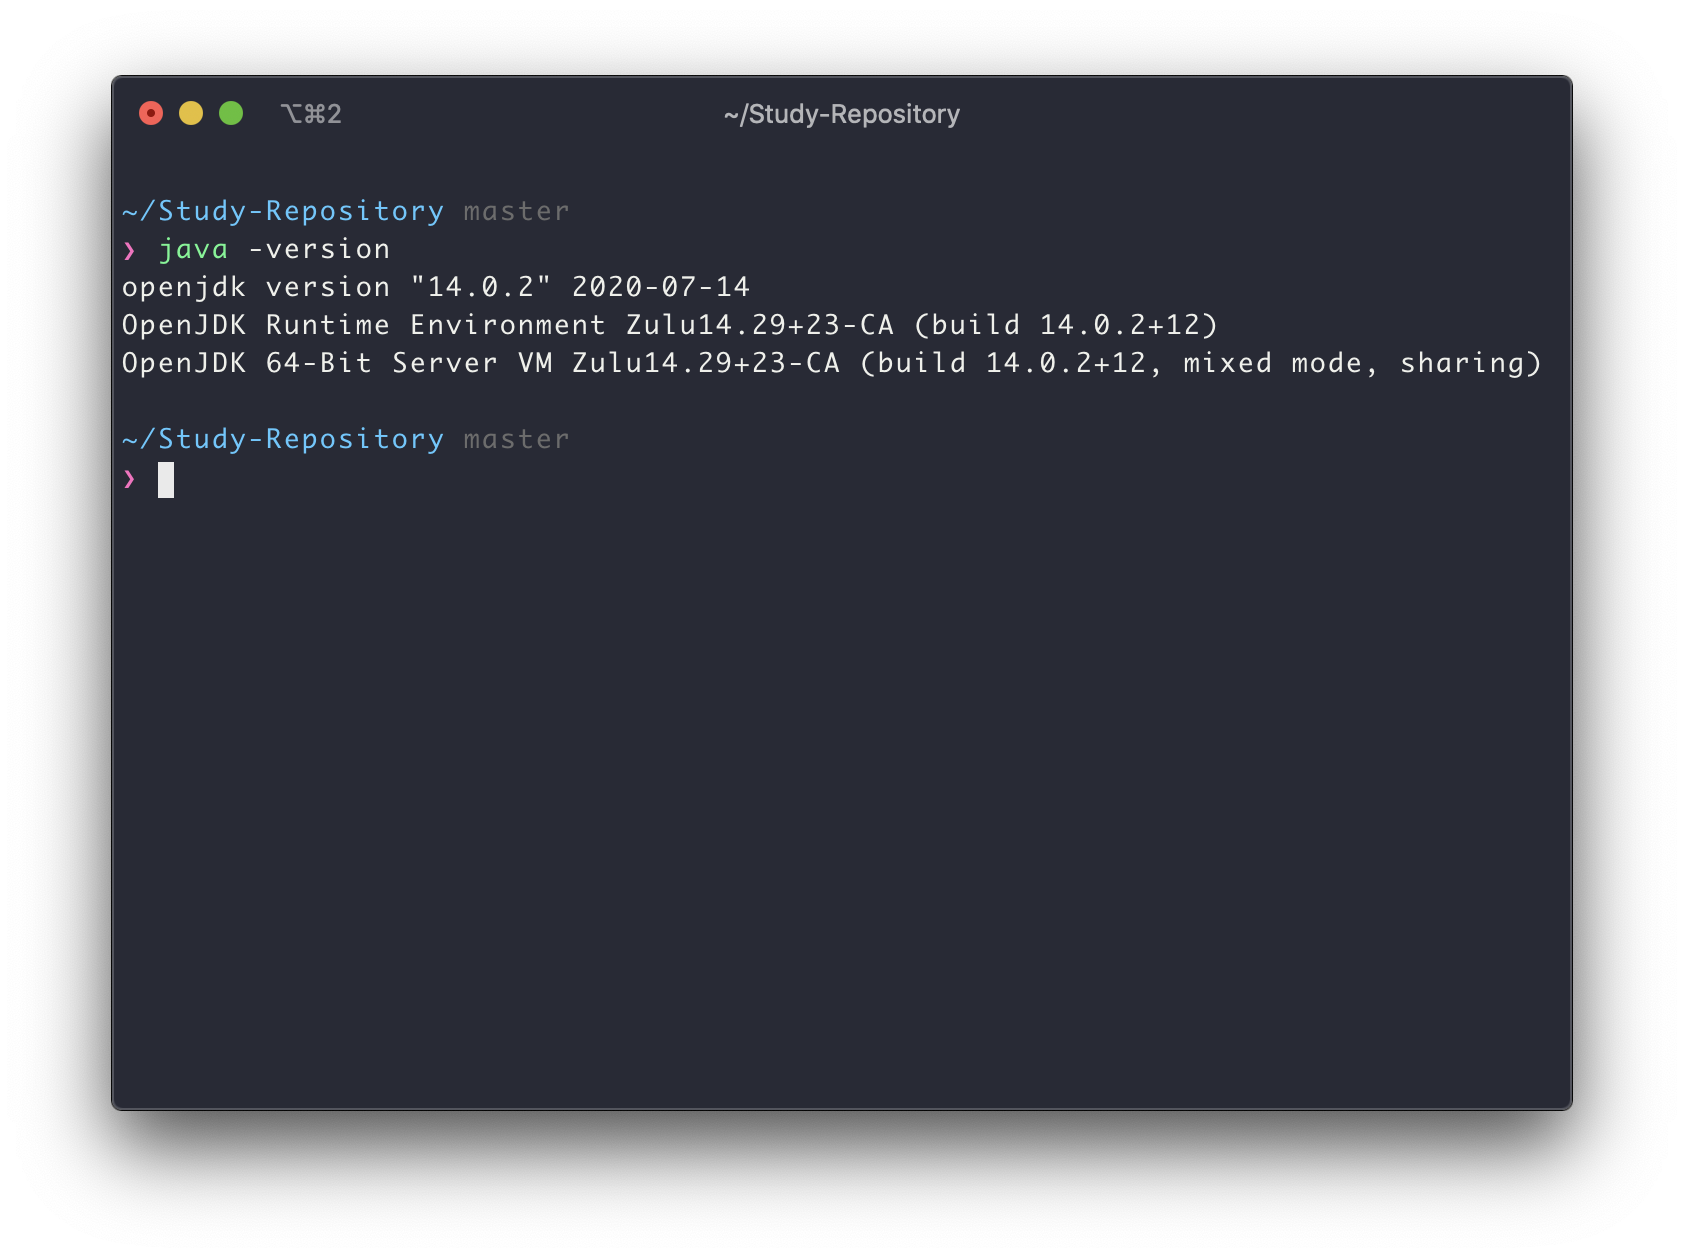 ⌥⌘2
~/Study-Repository
~/Study-Repository master
❯ java -version
openjdk version "14.0.2" 2020-07-14
OpenJDK Runtime Environment Zulu14.29+23-CA (build 14.0.2+12)
OpenJDK 64-Bit Server VM Zulu14.29+23-CA (build 14.0.2+12, mixed mode, sharing)
~/Study-Repository master
❯